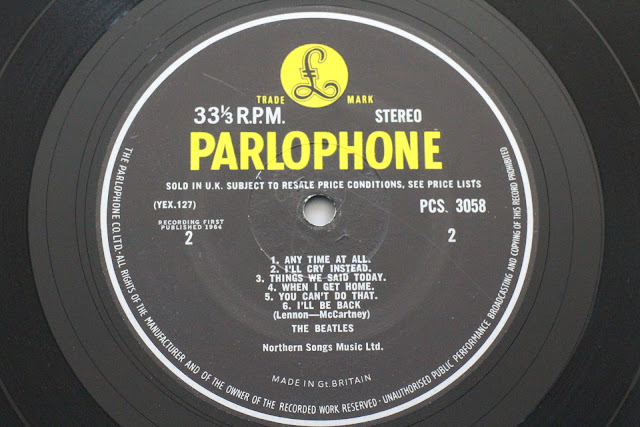 £
TRADE MARK
33⅓ R.P.M. STEREO
PARLOPHONE
SOLD IN U.K. SUBJECT TO RESALE PRICE CONDITIONS, SEE PRICE LISTS
(YEX.127) PCS. 3058
RECORDING FIRST
PUBLISHED 1964
2 2
1. ANY TIME AT ALL.
2. I'LL CRY INSTEAD.
3. THINGS WE SAID TODAY.
4. WHEN I GET HOME.
5. YOU CAN'T DO THAT.
6. I'LL BE BACK
(Lennon—McCartney)
THE BEATLES
Northern Songs Music Ltd.
MADE IN Gt. BRITAIN
THE PARLOPHONE CO. LTD.- ALL RIGHTS OF THE MANUFACTURER AND OF THE OWNER OF THE RECORDED WORK RESERVED - UNAUTHORISED PUBLIC PERFORMANCE BROADCASTING AND COPYING OF THIS RECORD PROHIBITED